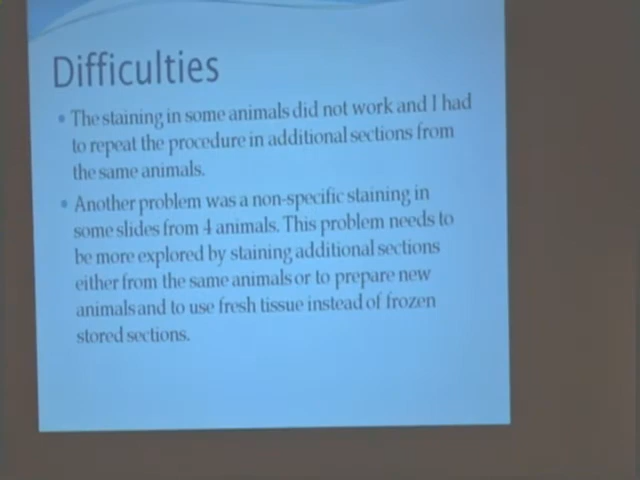 Difficulties
• The staining in some animals did not work and I had
to repeat the procedure in additional sections from
the same animals.
• Another problem was a non-specific staining in
some slides from 4 animals. This problem needs to
be more explored by staining additional sections
either from the same animals or to prepare new
animals and to use fresh tissue instead of frozen
stored sections.